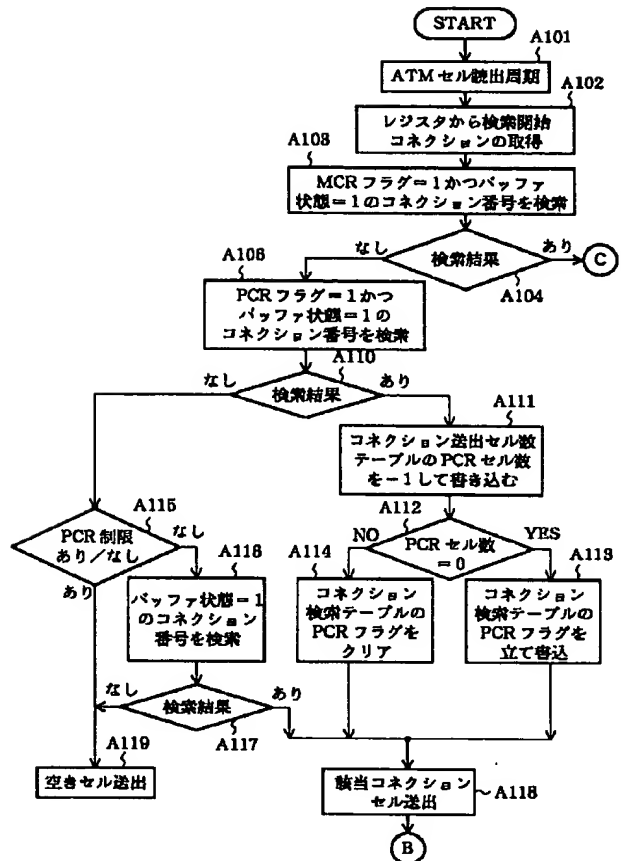 START
A101
ATMセル読出周期
A102
レジスタから検索開始
コネクションの取得
A103
MCRフラグ=1かつバッファ
状態=1のコネクション番号を検索
なし
検索結果
あり
C
A104
A106
PCRフラグ=1かつ
バッファ状態=1の
コネクション番号を検索
A110
なし
検索結果
あり
A111
コネクション送出セル数
テーブルのPCRセル数
を-1して書き込む
A115
PCR制限
あり/なし
なし
あり
A112
NO
PCRセル数
=0
YES
A116
バッファ状態=1
のコネクション
番号を検索
A114
コネクション
検索テーブルの
PCRフラグを
クリア
A113
コネクション
検索テーブルの
PCRフラグを
立て書込
なし
検索結果
あり
A117
A119
空きセル送出
該当コネクション
セル送出
A118
B